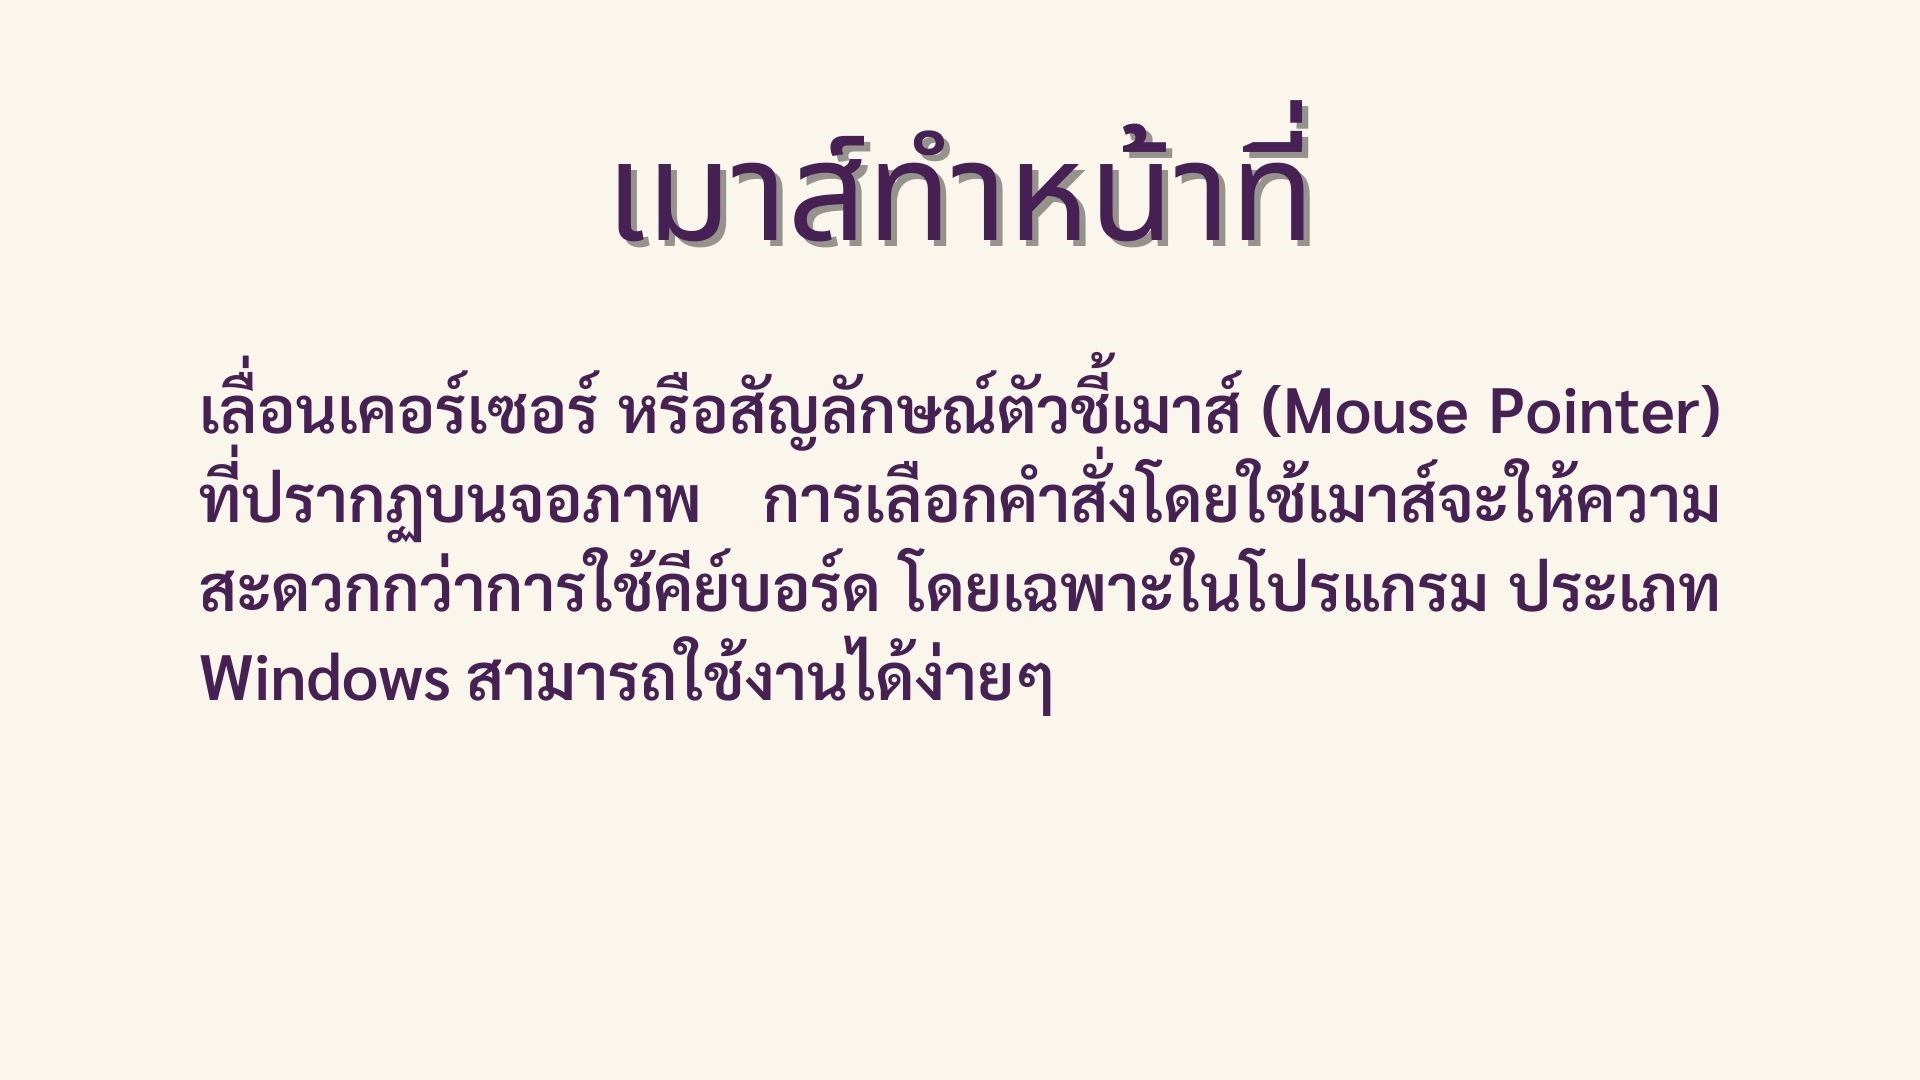 เมาส์ทำหน้าที่
เลื่อนเคอร์เซอร์ หรือสัญลักษณ์ตัวชี้เมาส์ (Mouse Pointer)
ที่ปรากฏบนจอภาพ การเลือกคำสั่งโดยใช้เมาส์จะให้ความ
สะดวกกว่าการใช้คีย์บอร์ด โดยเฉพาะในโปรแกรม ประเภท
Windows สามารถใช้งานได้ง่ายๆ